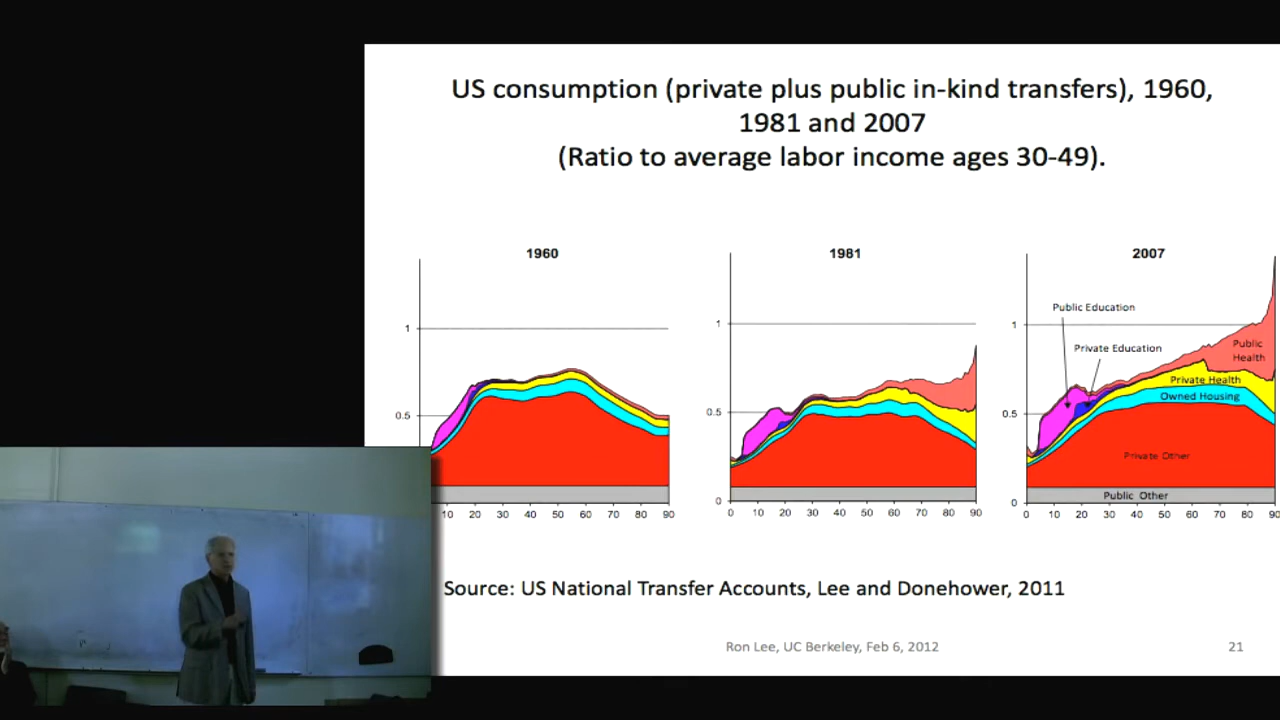 US consumption (private plus public in-kind transfers), 1960,
1981 and 2007
(Ratio to average labor income ages 30-49).
1960
1
0.5
10 20 30 40 50 60 70 80 90
1981
1
0.5
0
0 10 20 30 40 50 60 70 80 90
2007
Public Education
1
Private Education
Public
Health
Private Health
Owned Housing
0.5
Private Other
Public Other
0
0 10 20 30 40 50 60 70 80 90
Source: US National Transfer Accounts, Lee and Donehower, 2011
Ron Lee, UC Berkeley, Feb 6, 2012
21